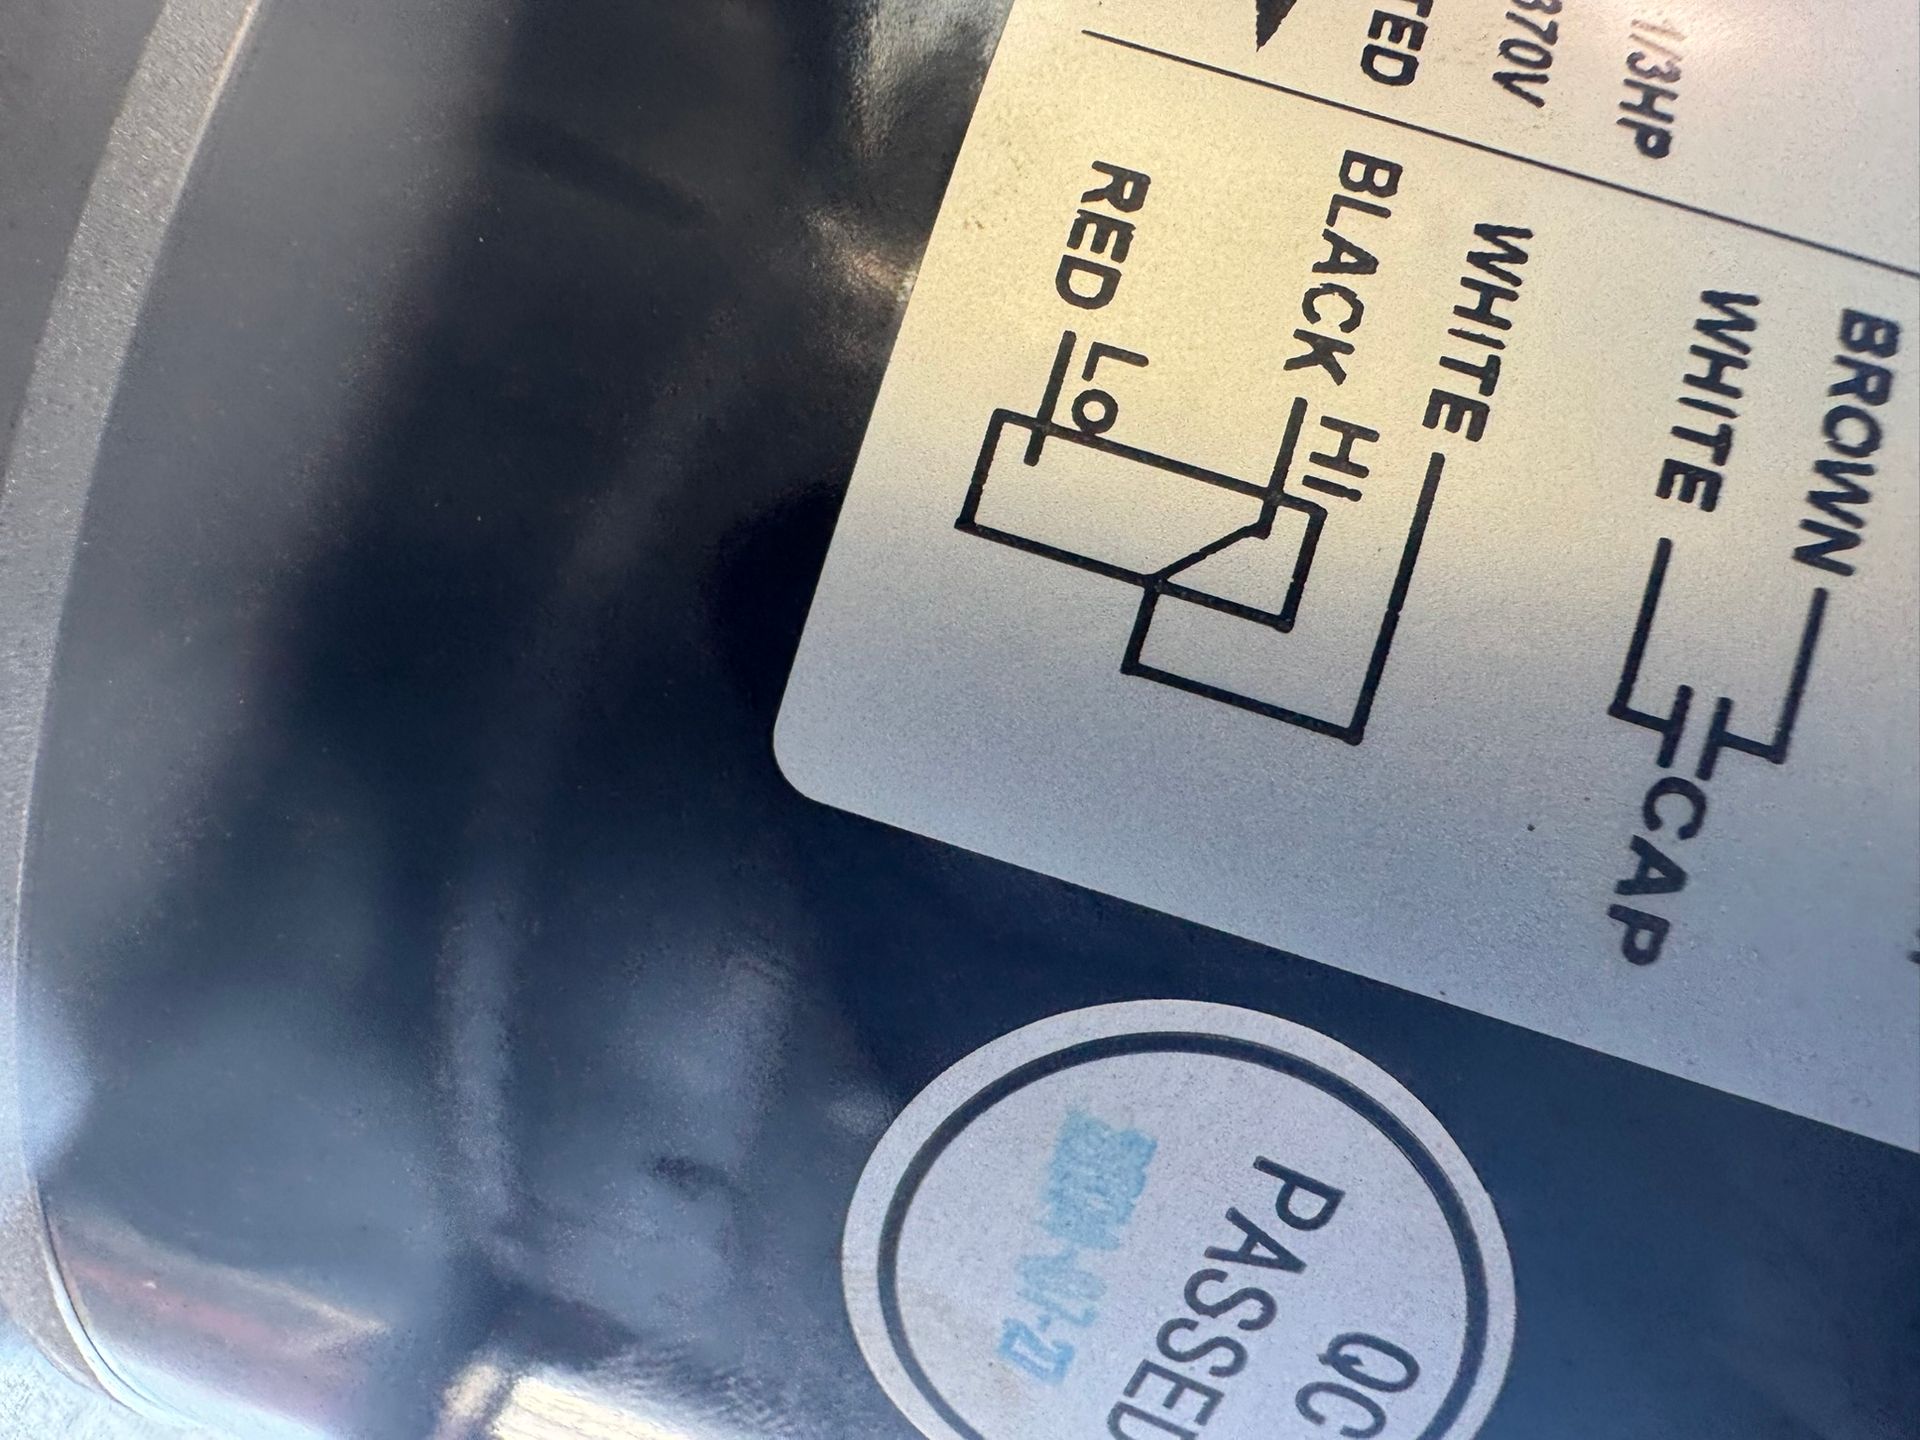 1/3HP
370V
TED
BROWN
WHITE
CAP
WHITE
BLACK HI
RED Lo
QC
PASSED